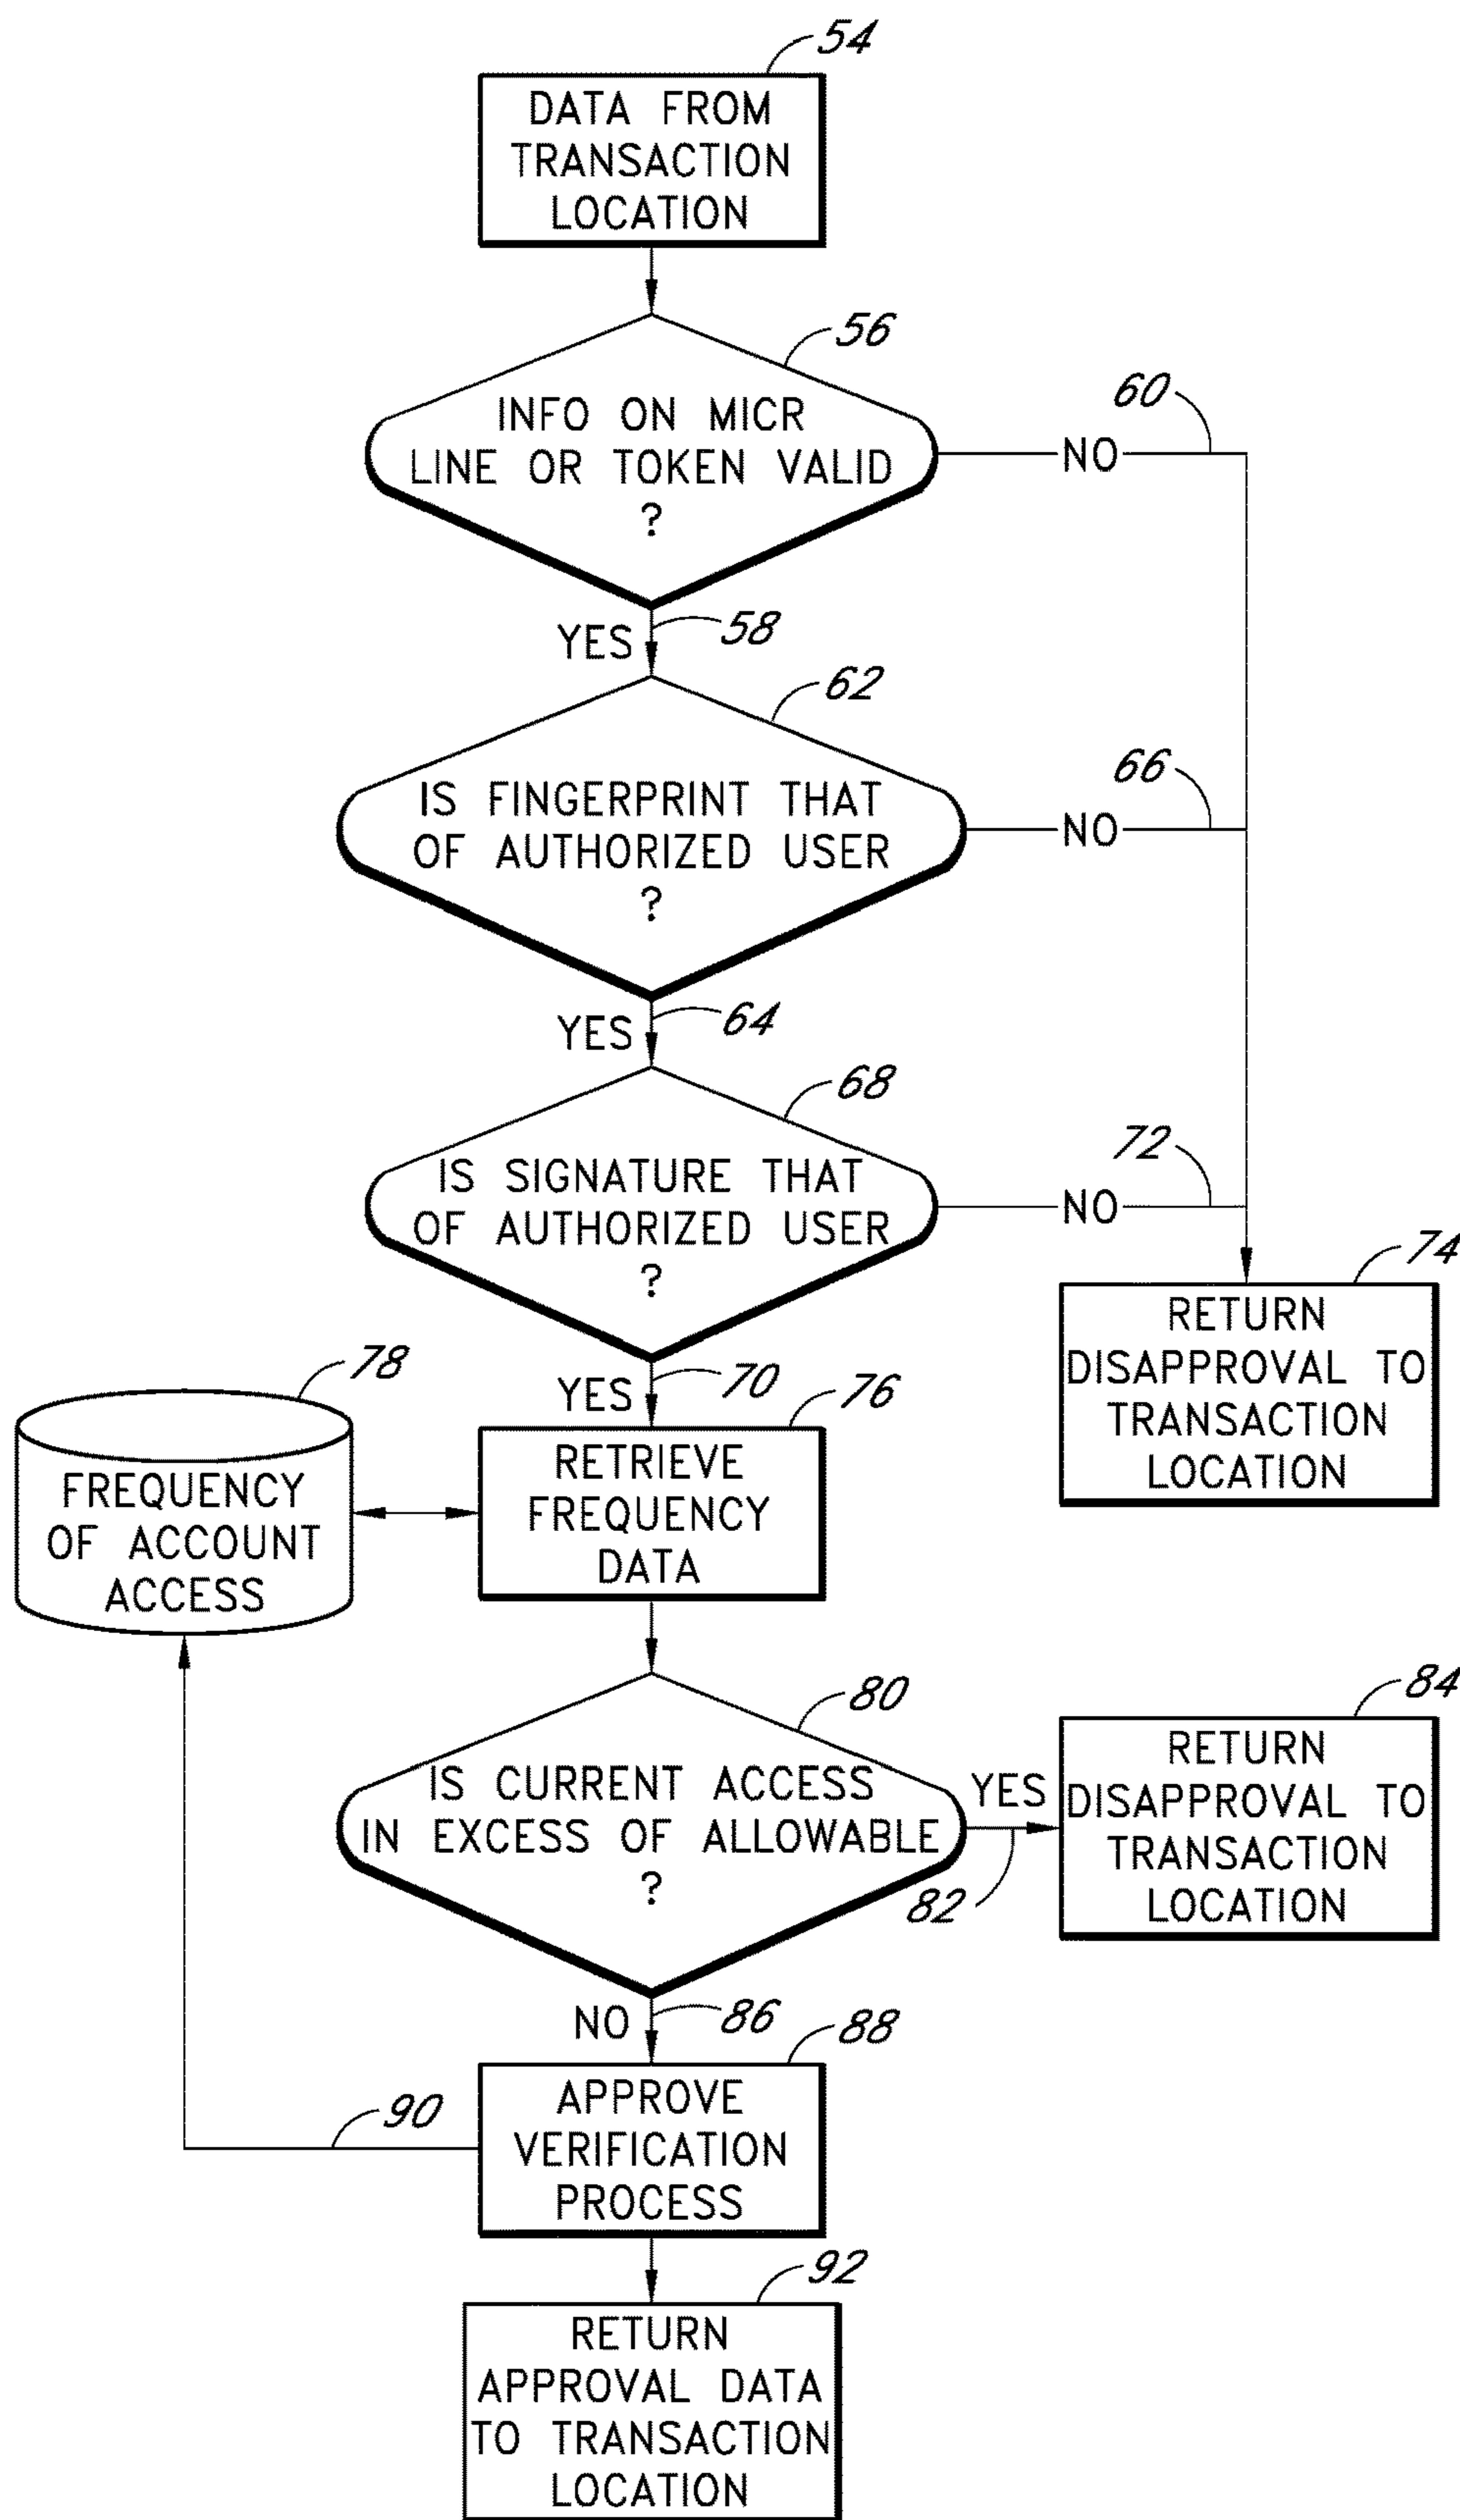 54
DATA FROM
TRANSACTION
LOCATION
56
INFO ON MICR
LINE OR TOKEN VALID
?
60
NO
YES
58
62
IS FINGERPRINT THAT
OF AUTHORIZED USER
?
66
NO
YES
64
68
IS SIGNATURE THAT
OF AUTHORIZED USER
?
72
NO
74
RETURN
DISAPPROVAL TO
TRANSACTION
LOCATION
YES
70
78
FREQUENCY
OF ACCOUNT
ACCESS
76
RETRIEVE
FREQUENCY
DATA
80
IS CURRENT ACCESS
IN EXCESS OF ALLOWABLE
?
YES
82
84
RETURN
DISAPPROVAL TO
TRANSACTION
LOCATION
NO
86
88
APPROVE
VERIFICATION
PROCESS
90
92
RETURN
APPROVAL DATA
TO TRANSACTION
LOCATION